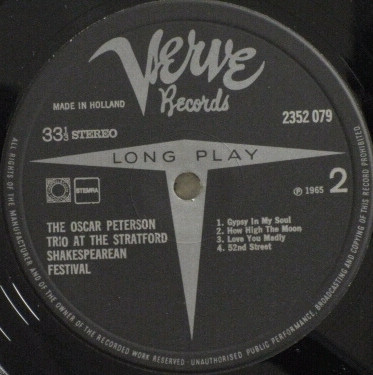 Verve
Records
MADE IN HOLLAND
2352 079
33⅓ STEREO
LONG PLAY
STEMRA
℗ 1965 2
THE OSCAR PETERSON
TRIO AT THE STRATFORD
SHAKESPEAREAN
FESTIVAL
1. Gypsy In My Soul
2. How High The Moon
3. Love You Madly
4. 52nd Street
ALL RIGHTS OF THE MANUFACTURER AND OF THE OWNER OF THE RECORDED WORK RESERVED · UNAUTHORISED PUBLIC PERFORMANCE, BROADCASTING AND COPYING OF THIS RECORD PROHIBITED